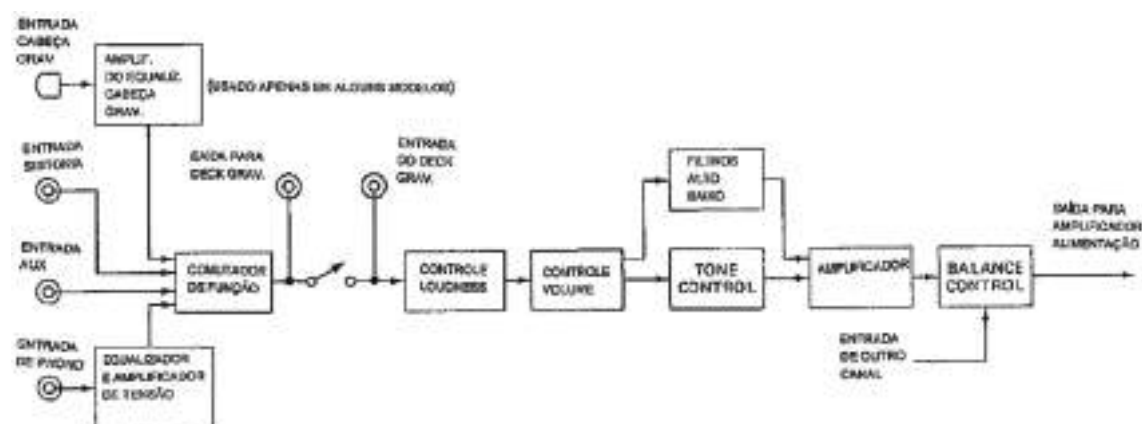 ENTRADA
CABEÇA
GRAV.
AMPLIT.
DO EQUALIZ.
CABEÇA
GRAV.
(USADO APENAS EM ALGUNS MODELOS)
ENTRADA
SINTONIA
SAÍDA PARA
DECK GRAV.
ENTRADA
DO DECK
GRAV.
FILTROS
ALTO
BAIXO
SAÍDA PARA
AMPLIFICADOR
ALIMENTAÇÃO
ENTRADA
AUX
COMUTADOR
DE FUNÇÃO
CONTROLE
LOUDNESS
CONTROLE
VOLUME
TONE
CONTROL
AMPLIFICADOR
BALANCE
CONTROL
ENTRADA
DE PHONO
EQUALIZADOR
E AMPLIFICADOR
DE TENSÃO
ENTRADA
DE OUTRO
CANAL